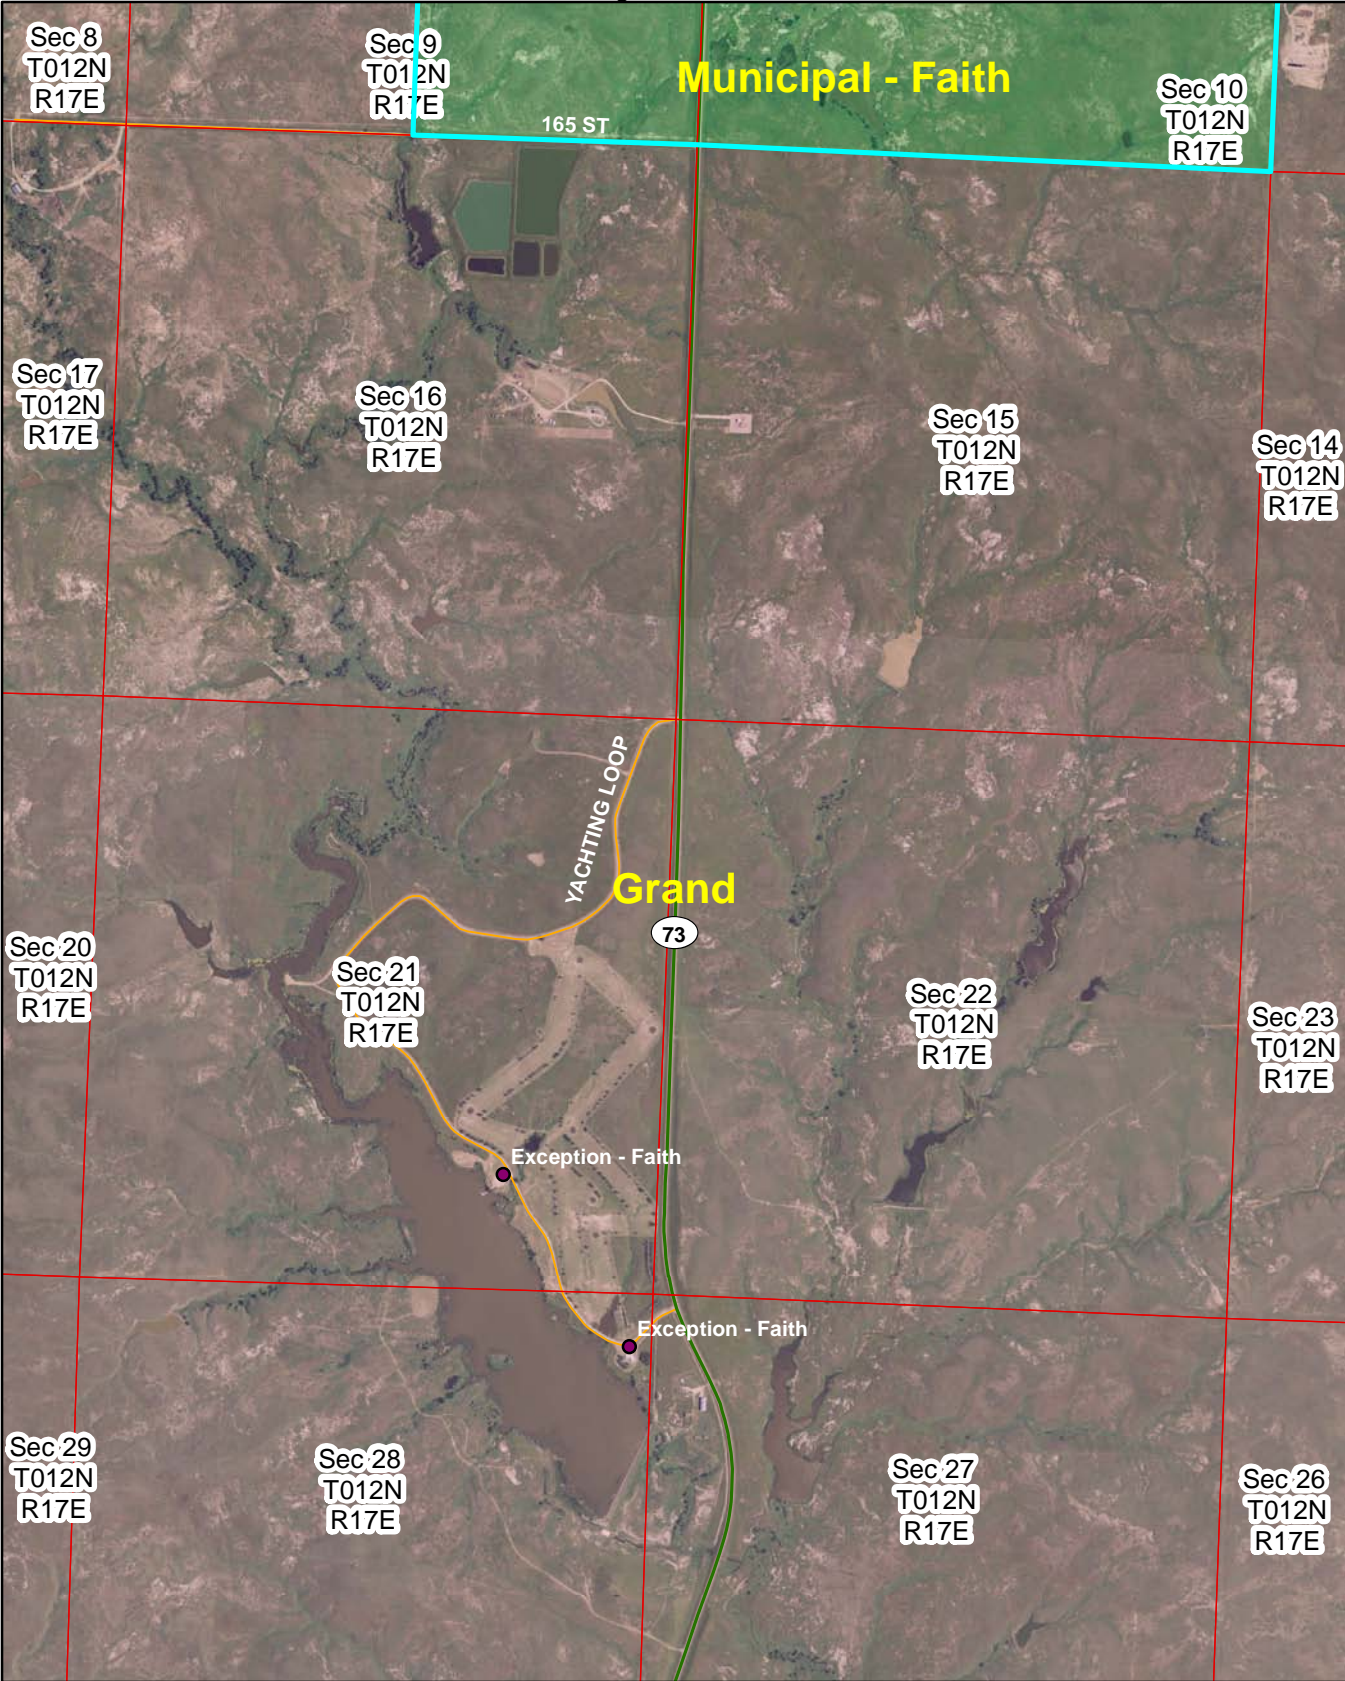 Sec 8
T012N
R17E
Sec 9
T012N
R17E
Municipal - Faith
Sec 10
T012N
R17E
165 ST
Sec 17
T012N
R17E
Sec 16
T012N
R17E
Sec 15
T012N
R17E
Sec 14
T012N
R17E
YACHTING LOOP
Grand
73
Sec 20
T012N
R17E
Sec 21
T012N
R17E
Sec 22
T012N
R17E
Sec 23
T012N
R17E
Exception - Faith
Exception - Faith
Sec 29
T012N
R17E
Sec 28
T012N
R17E
Sec 27
T012N
R17E
Sec 26
T012N
R17E